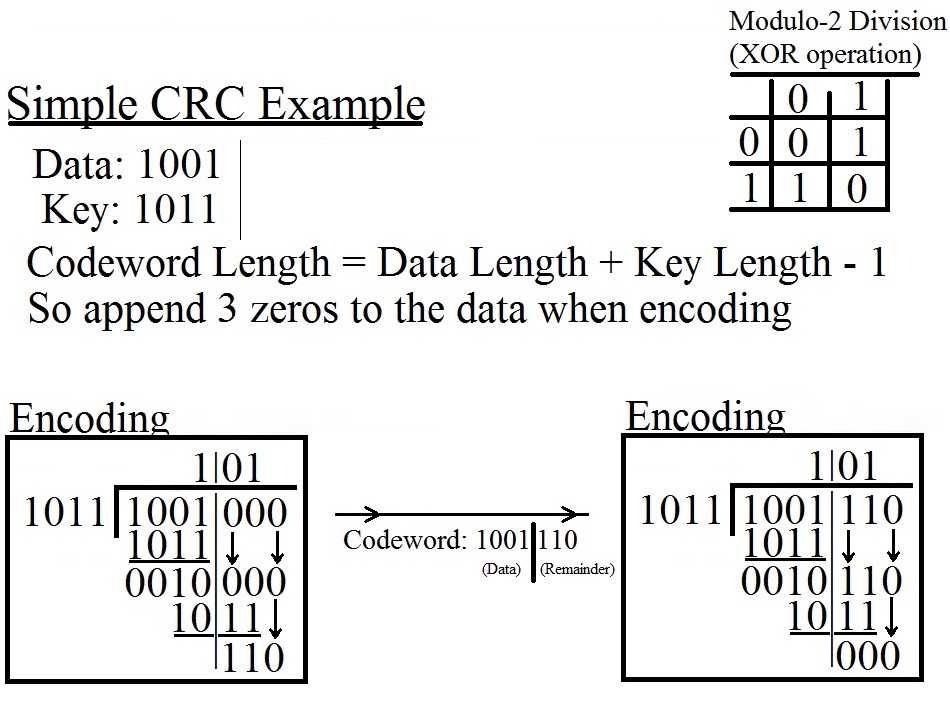 Modulo-2 Division
(XOR operation)
0 1
0 0 1
1 1 0
Simple CRC Example
Data: 1001
Key: 1011
Codeword Length = Data Length + Key Length - 1
So append 3 zeros to the data when encoding
Encoding
1 01
1011 1001 000
1011
0010 000
10 11
110
Codeword: 1001 110
(Data) (Remainder)
Encoding
1 01
1011 1001 110
1011
0010 110
10 11
000